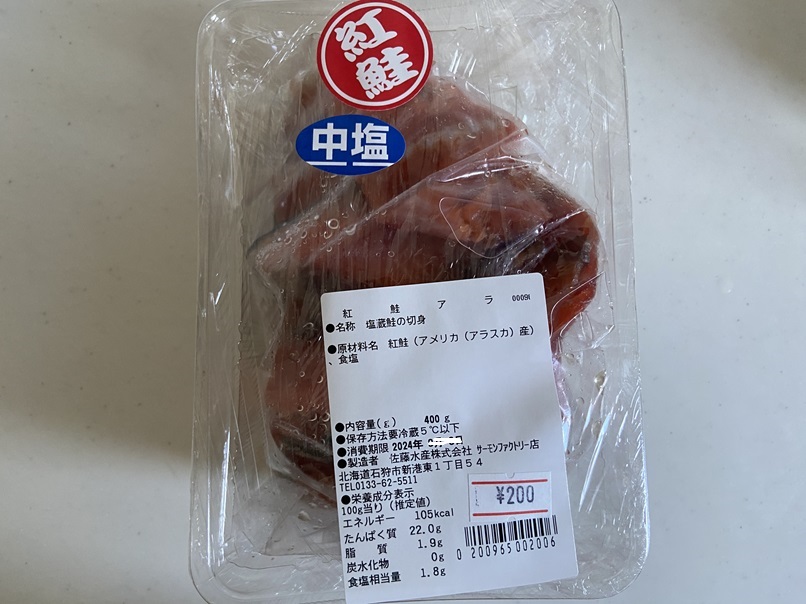 紅鮭
中塩
紅鮭アラ 00091
●名称 塩蔵鮭の切身
●原材料名 紅鮭(アメリカ(アラスカ)産)
、食塩
●内容量(g) 400g
●保存方法要冷蔵5℃以下
●消費期限 2024年
●製造者 佐藤水産株式会社 サーモンファクトリー店
北海道石狩市新港東1丁目54
TEL0133-62-5511
●栄養成分表示
100g当り(推定値)
エネルギー 105kcal
たんぱく質 22.0g
脂質 1.9g
炭水化物 0g
食塩相当量 1.8g
¥200
0 200965 002006